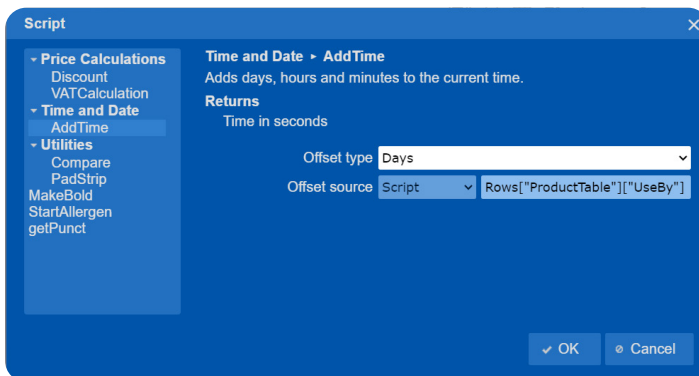 Script
Price Calculations
Discount
VATCalculation
Time and Date
AddTime
Utilities
Compare
PadStrip
MakeBold
StartAllergen
getPunct
Time and Date ▸ AddTime
Adds days, hours and minutes to the current time.
Returns
Time in seconds
Offset type Days
Offset source Script Rows["ProductTable"]["UseBy"]
OK Cancel